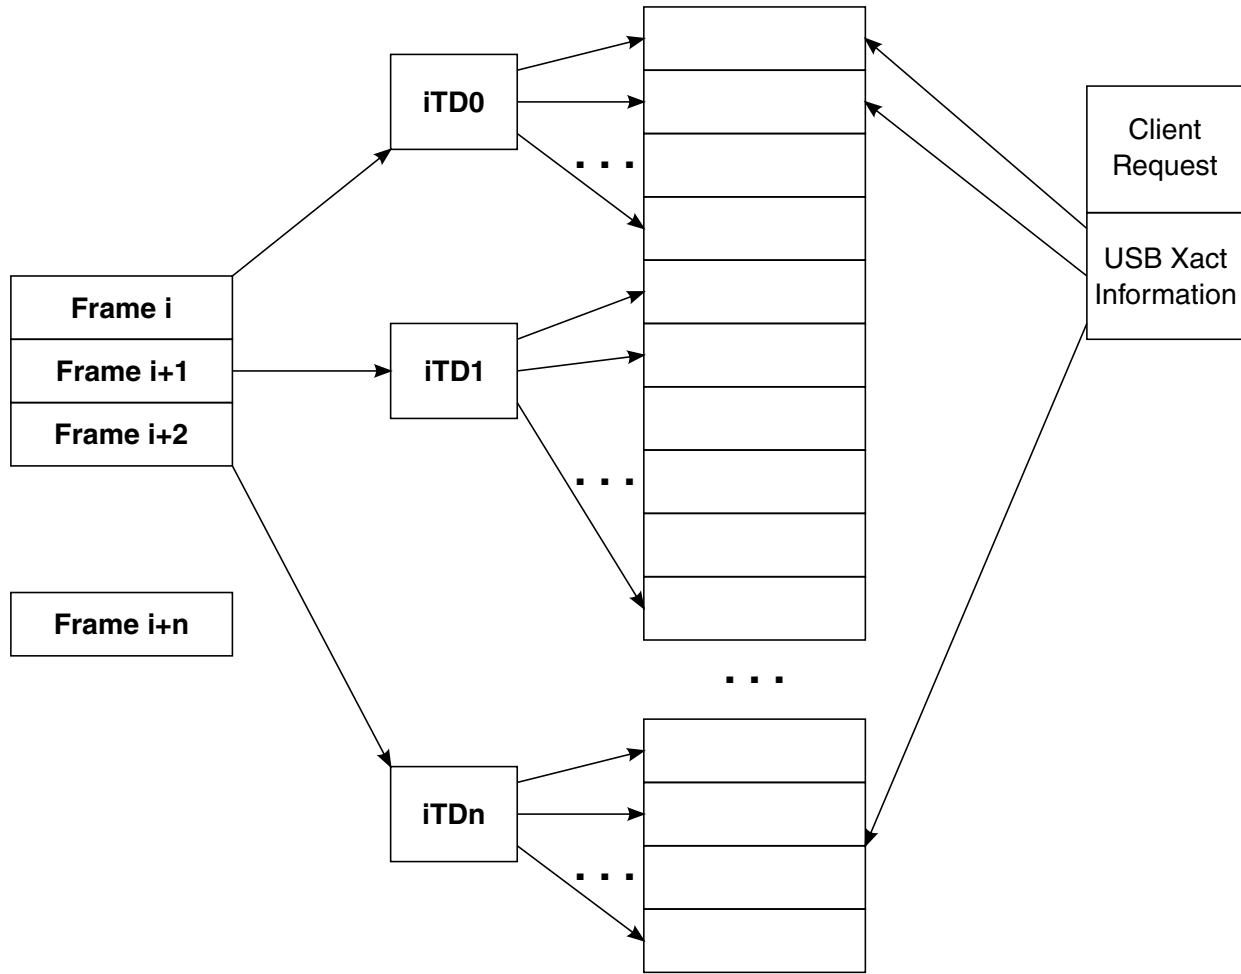 iTD0
. . .
Client
Request
USB Xact
Information
Frame i
Frame i+1
Frame i+2
iTD1
. . .
Frame i+n
. . .
iTDn
. . .